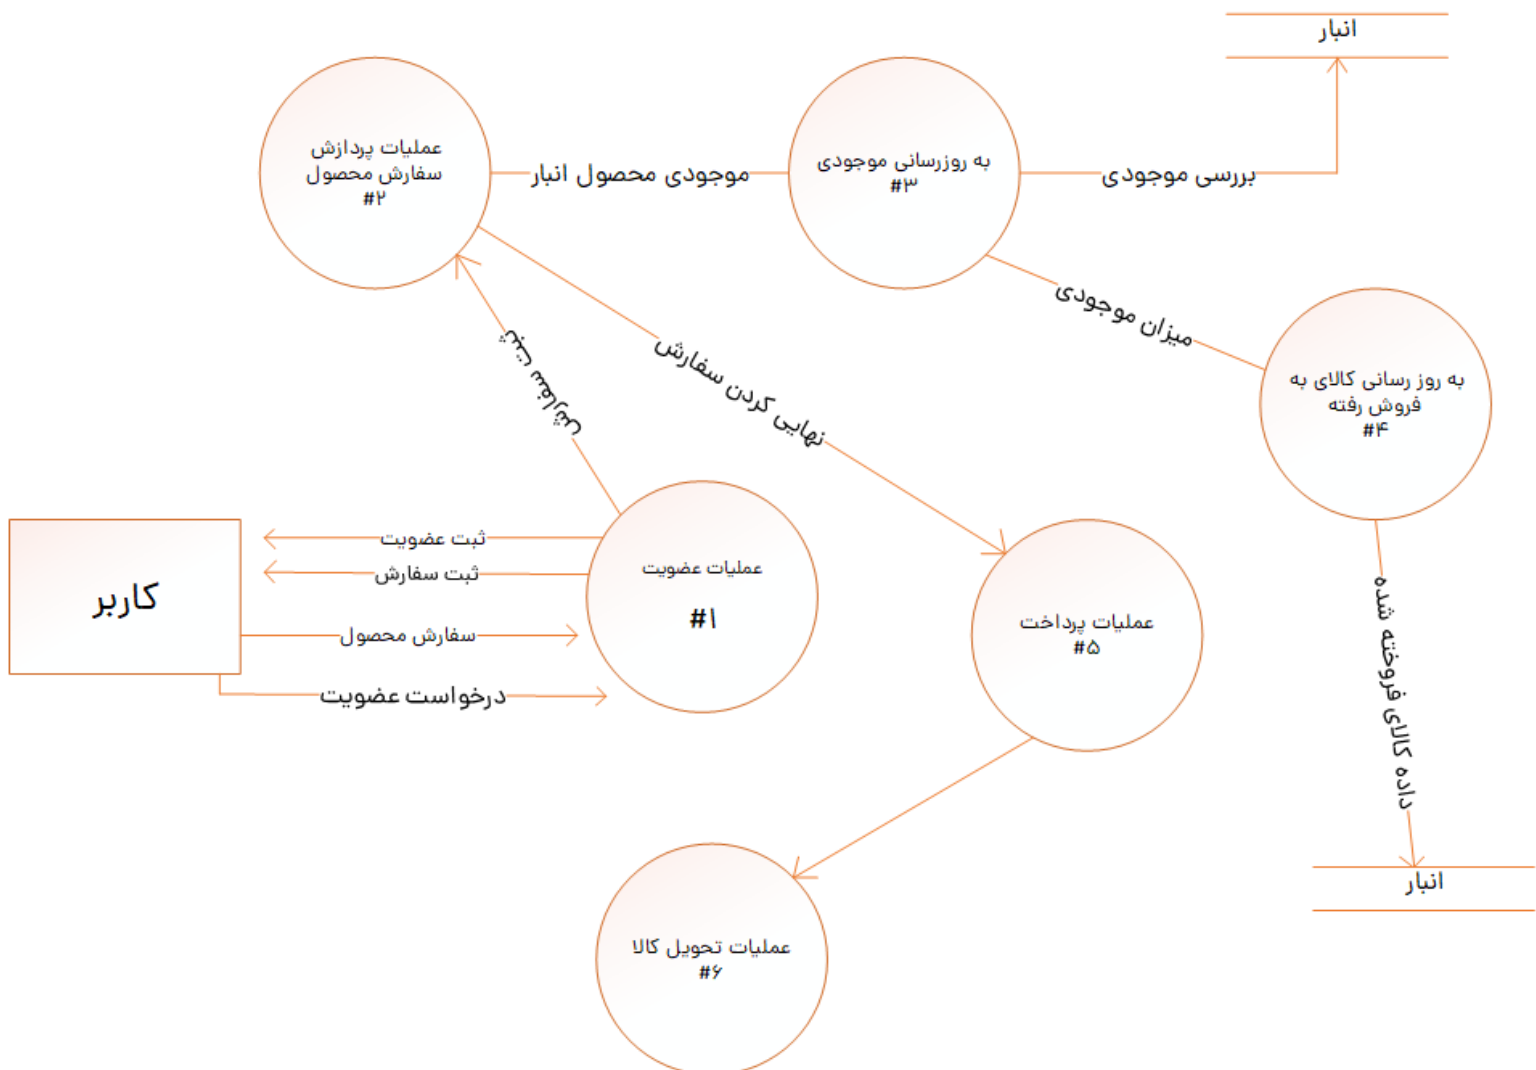 انبار
عملیات پردازش
سفارش محصول
#۲
موجودی محصول انبار
به روزرسانی موجودی
#۳
بررسی موجودی
میزان موجودی
ثبت سفارش
نهایی کردن سفارش
به روز رسانی کالای به
فروش رفته
#۴
کاربر
ثبت عضویت
ثبت سفارش
سفارش محصول
درخواست عضویت
عملیات عضویت
#۱
عملیات پرداخت
#۵
داده کالای فروخته شده
انبار
عملیات تحویل کالا
#۶